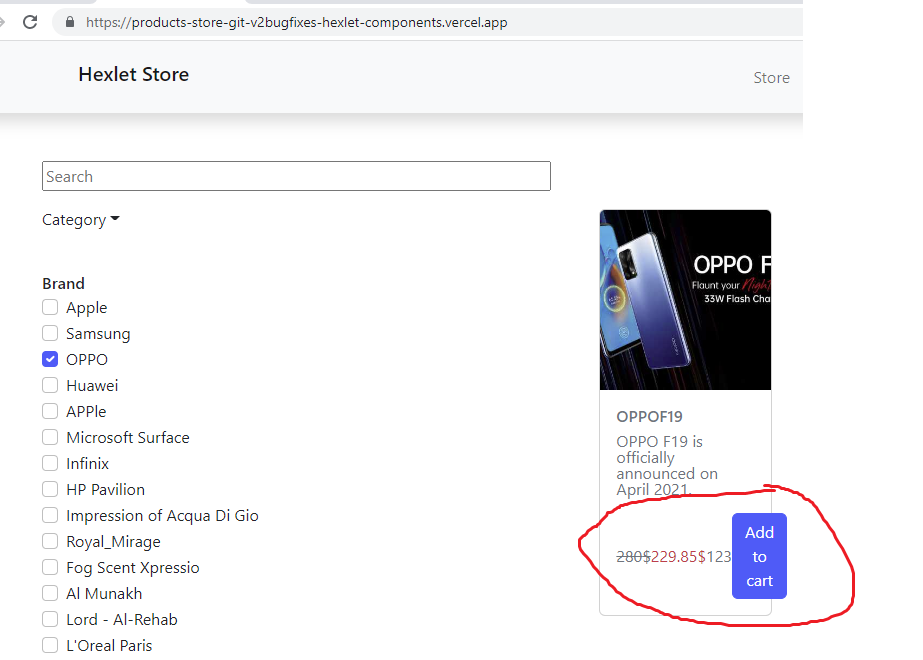 https://products-store-git-v2bugfixes-hexlet-components.vercel.app
Hexlet Store
Store
Search
Category
Brand
Apple
Samsung
OPPO
Huawei
APPle
Microsoft Surface
Infinix
HP Pavilion
Impression of Acqua Di Gio
Royal_Mirage
Fog Scent Xpressio
Al Munakh
Lord - Al-Rehab
L'Oreal Paris
OPPO F
Flaunt your Night
33W Flash Cha
OPPOF19
OPPO F19 is
officially
announced on
April 2021.
280$229.85$123
Add
to
cart